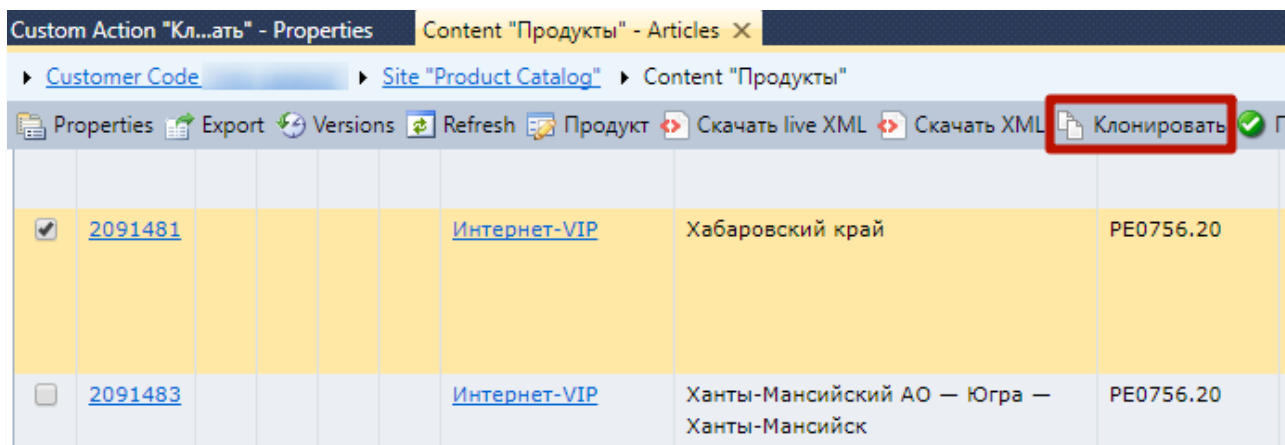 Custom Action "Кл...ать" - Properties Content "Продукты" - Articles
Customer Code Site "Product Catalog" Content "Продукты"
Properties Export Versions Refresh Продукт Скачать live XML Скачать XML Клонировать
2091481 Интернет-VIP Хабаровский край PE0756.20
2091483 Интернет-VIP Ханты-Мансийский АО — Югра — PE0756.20
Ханты-Мансийск